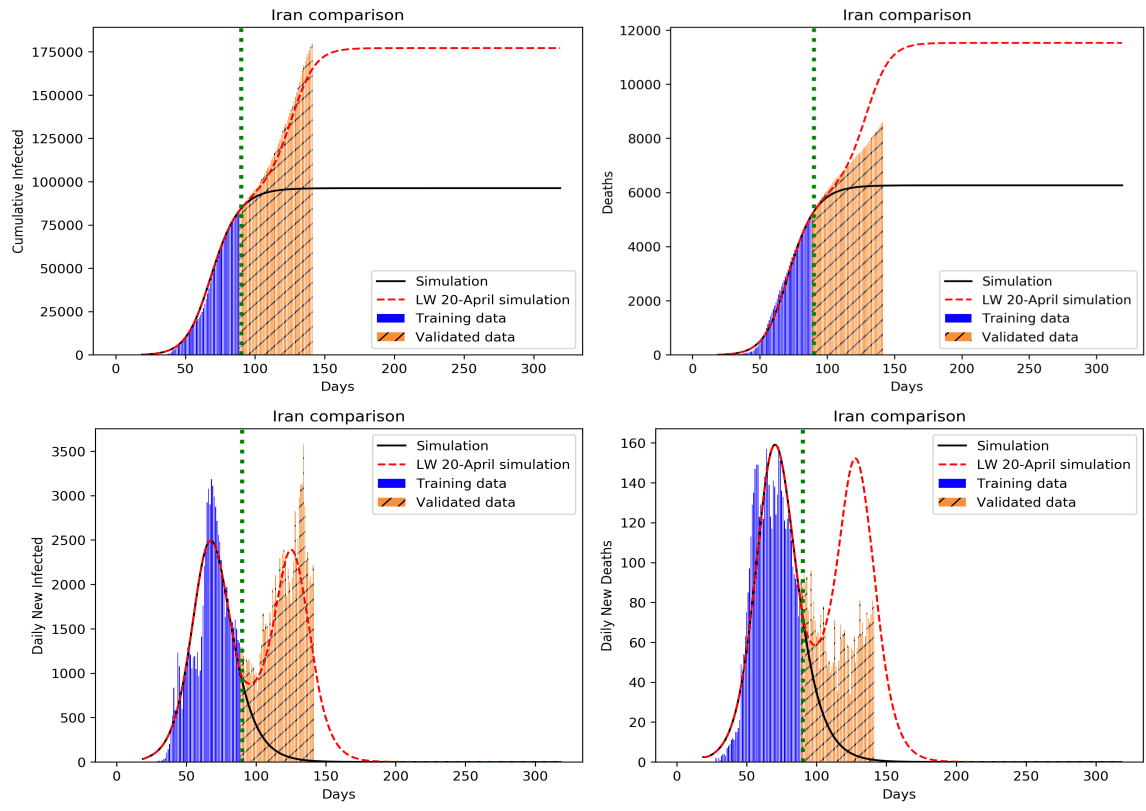 Iran comparison
Cumulative Infected
175000
150000
125000
100000
75000
50000
25000
0
0 50 100 150 200 250 300
Days
Simulation
LW 20-April simulation
Training data
Validated data
Iran comparison
Deaths
12000
10000
8000
6000
4000
2000
0
0 50 100 150 200 250 300
Days
Simulation
LW 20-April simulation
Training data
Validated data
Iran comparison
Daily New Infected
3500
3000
2500
2000
1500
1000
500
0
0 50 100 150 200 250 300
Days
Simulation
LW 20-April simulation
Training data
Validated data
Iran comparison
Daily New Deaths
160
140
120
100
80
60
40
20
0
0 50 100 150 200 250 300
Days
Simulation
LW 20-April simulation
Training data
Validated data